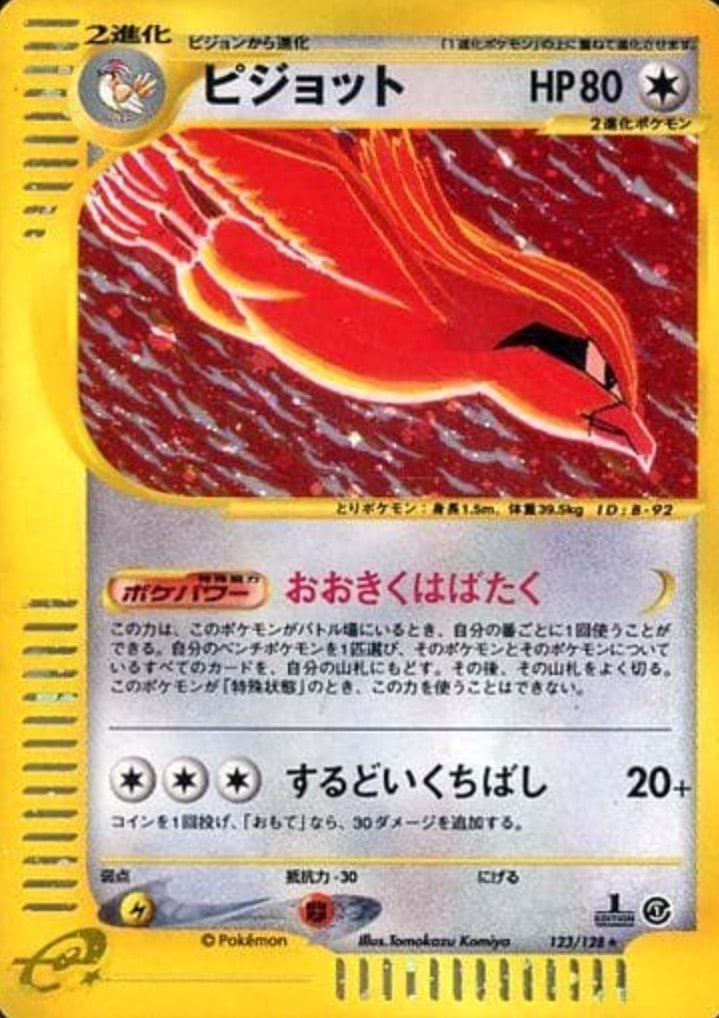 2進化
ピジョンから進化
「1進化ポケモン」の上に重ねて進化させます。
ピジョット HP80
2進化ポケモン
とりポケモン：身長1.5m, 体重39.5kg ID:B-92
特殊能力
ポケパワー おおきくはばたく
この力は、このポケモンがバトル場にいるとき、自分の番ごとに1回使うことが
できる。自分のベンチポケモンを1匹選び、そのポケモンとそのポケモンについて
いるすべてのカードを、自分の山札にもどす。その後、その山札をよく切る。
このポケモンが「特殊状態」のとき、この力を使うことはできない。
するどいくちばし 20+
コインを1回投げ、「おもて」なら、30ダメージを追加する。
弱点 抵抗力 -30 にげる
1 EDITION
© Pokémon Illus.Tomokazu Komiya 123/128 ★
e